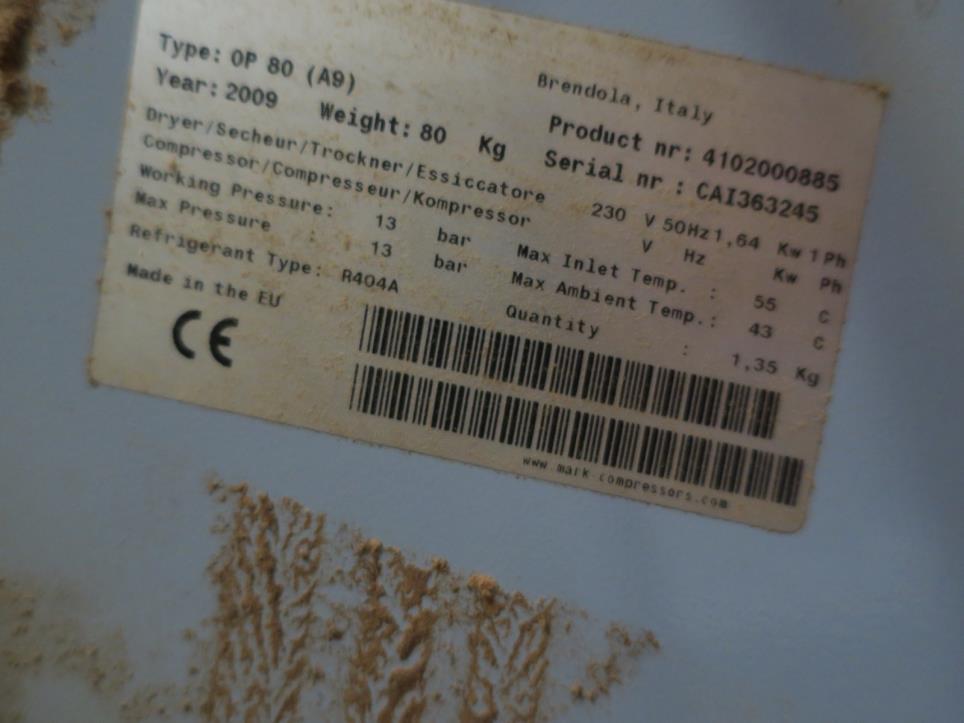 Brendola, Italy
Type: OP 80 (A9)
Product nr: 4102000885
Year: 2009 Weight: 80 Kg
Serial nr : CAI363245
Dryer/Secheur/Trockner/Essiccatore 230 V 50Hz 1,64 Kw 1 Ph
Compressor/Compresseur/Kompressor V Hz Kw Ph
Working Pressure: 13 bar Max Inlet Temp. : 55 C
Max Pressure : 13 bar Max Ambient Temp.: 43 C
Refrigerant Type: R404A Quantity : 1,35 Kg
Made in the EU
CE
www.mark-compressors.com